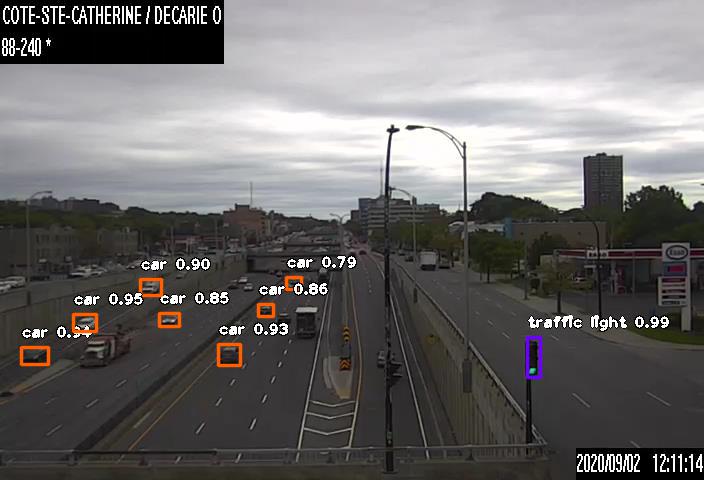 COTE-STE-CATHERINE / DECARIE O
88-240 *
car 0.79
car 0.90
car 0.86
car 0.95
car 0.85
car 0.93
car 0.94
traffic light 0.99
Esso
2020/09/02 12:11:14